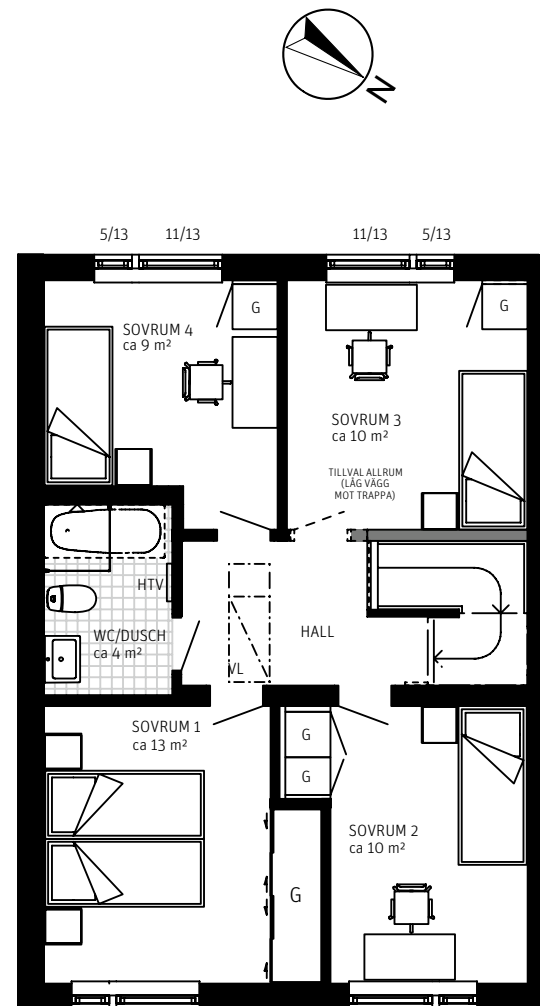 N
5/13 11/13 11/13 5/13
G
G
SOVRUM 4
ca 9 m²
SOVRUM 3
ca 10 m²
TILLVAL ALLRUM
(LÅG VÄGG
MOT TRAPPA)
HTV
WC/DUSCH
ca 4 m²
HALL
VL
SOVRUM 1
ca 13 m²
G
G
SOVRUM 2
ca 10 m²
G